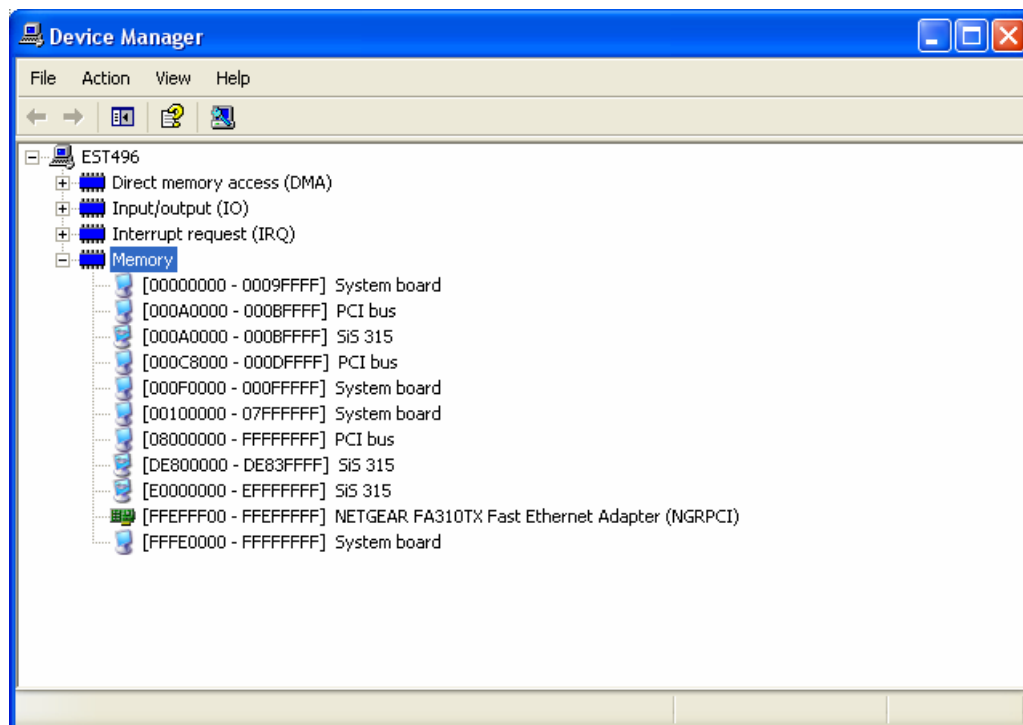 Device Manager
File Action View Help
EST496
Direct memory access (DMA)
Input/output (IO)
Interrupt request (IRQ)
Memory
[00000000 - 0009FFFF] System board
[000A0000 - 000BFFFF] PCI bus
[000A0000 - 000BFFFF] SiS 315
[000C8000 - 000DFFFF] PCI bus
[000F0000 - 000FFFFF] System board
[00100000 - 07FFFFFF] System board
[08000000 - FFFFFFFF] PCI bus
[DE800000 - DE83FFFF] SiS 315
[E0000000 - EFFFFFFF] SiS 315
[FFEFFF00 - FFEFFFFF] NETGEAR FA310TX Fast Ethernet Adapter (NGRPCI)
[FFFE0000 - FFFFFFFF] System board